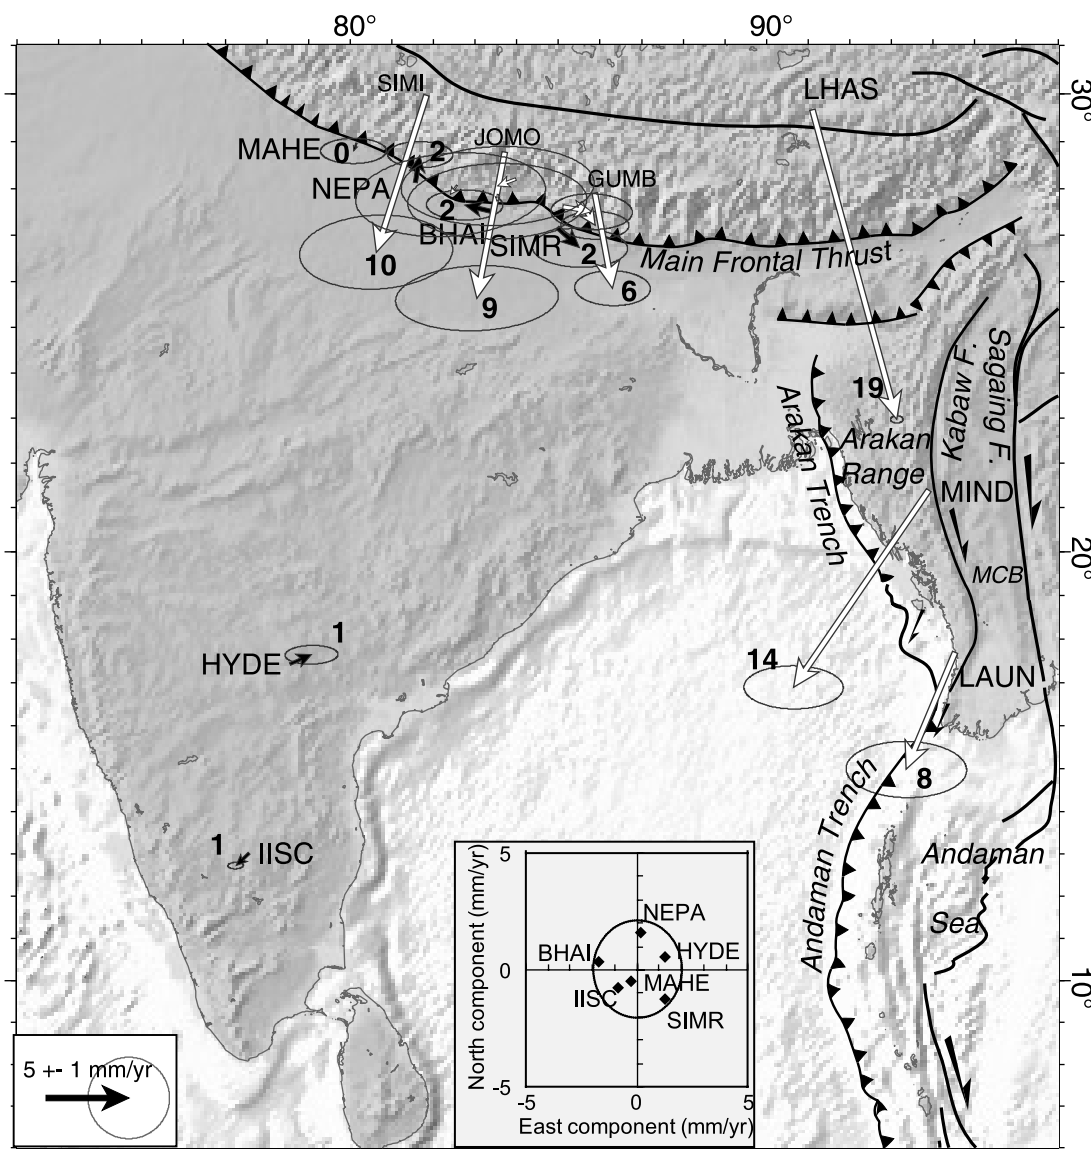 80°
90°
SIMI
LHAS
30°
JOMO
MAHE
0
2
NEPA
GUMB
2
BHAI
SIMR
2
Main Frontal Thrust
10
9
6
Sagaing F.
Kabaw F.
19
Arakan Trench
Arakan
Range
MIND
20°
MCB
1
HYDE
14
LAUN
8
1
IISC
Andaman Trench
Andaman
Sea
10°
5 +- 1 mm/yr
5
NEPA
BHAI
HYDE
0
MAHE
IISC
SIMR
-5
North component (mm/yr)
-5
0
5
East component (mm/yr)